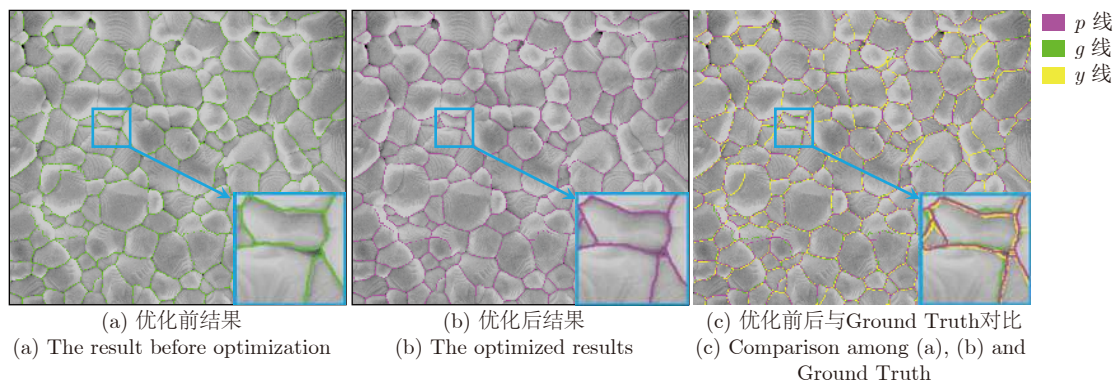 p 线
g 线
y 线
(a) 优化前结果
(a) The result before optimization
(b) 优化后结果
(b) The optimized results
(c) 优化前后与Ground Truth对比
(c) Comparison among (a), (b) and
Ground Truth